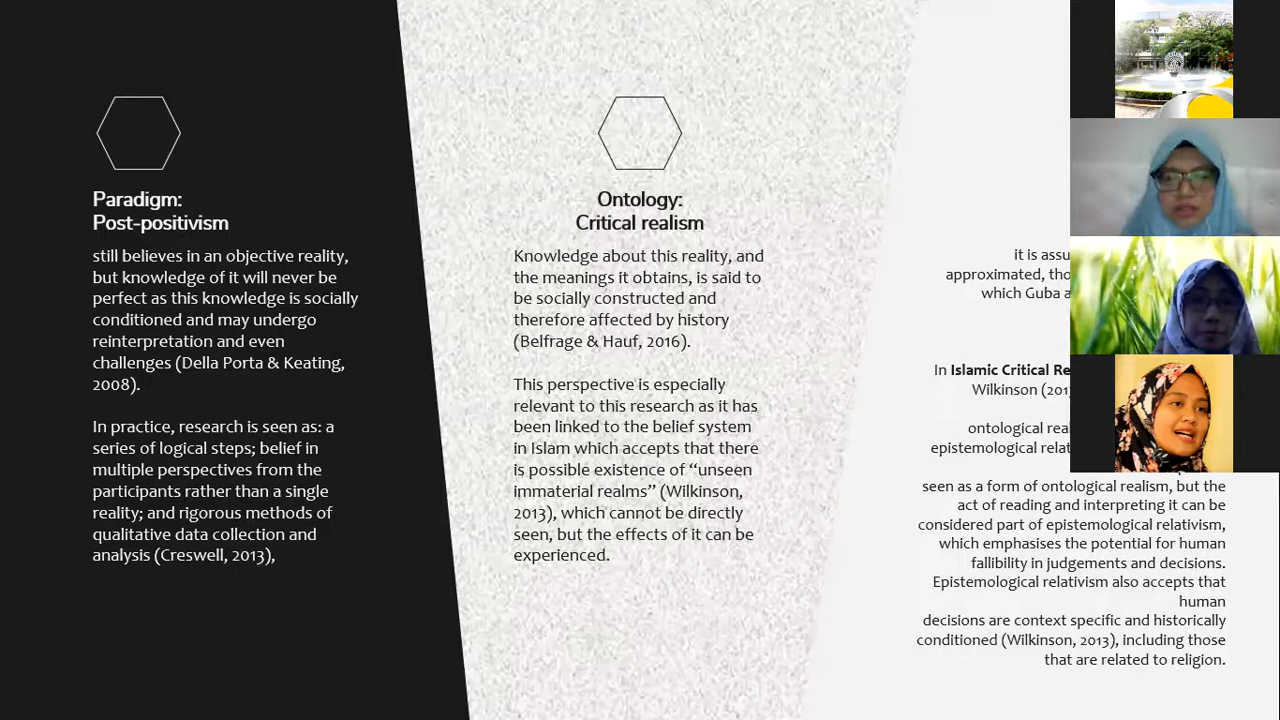 Paradigm:
Post-positivism
still believes in an objective reality,
but knowledge of it will never be
perfect as this knowledge is socially
conditioned and may undergo
reinterpretation and even
challenges (Della Porta & Keating,
2008).
In practice, research is seen as: a
series of logical steps; belief in
multiple perspectives from the
participants rather than a single
reality; and rigorous methods of
qualitative data collection and
analysis (Creswell, 2013),
Ontology:
Critical realism
Knowledge about this reality, and
the meanings it obtains, is said to
be socially constructed and
therefore affected by history
(Belfrage & Hauf, 2016).
This perspective is especially
relevant to this research as it has
been linked to the belief system
in Islam which accepts that there
is possible existence of “unseen
immaterial realms” (Wilkinson,
2013), which cannot be directly
seen, but the effects of it can be
experienced.
it is
approximated,
which Guba
In Islamic Critical
Wilkinson
ontological
epistemological
seen as a form of ontological realism, but the
act of reading and interpreting it can be
considered part of epistemological relativism,
which emphasises the potential for human
fallibility in judgements and decisions.
Epistemological relativism also accepts that
human
decisions are context specific and historically
conditioned (Wilkinson, 2013), including those
that are related to religion.